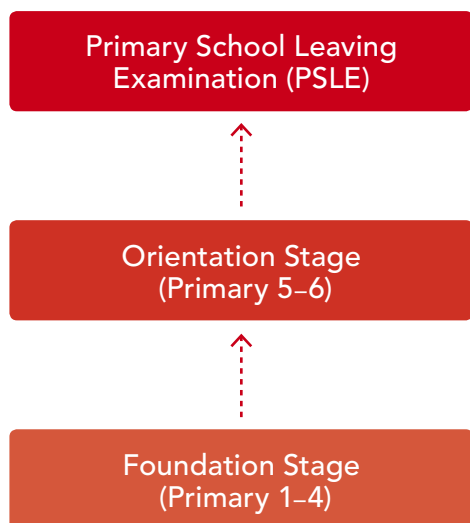 Primary School Leaving
Examination (PSLE)
Orientation Stage
(Primary 5–6)
Foundation Stage
(Primary 1–4)